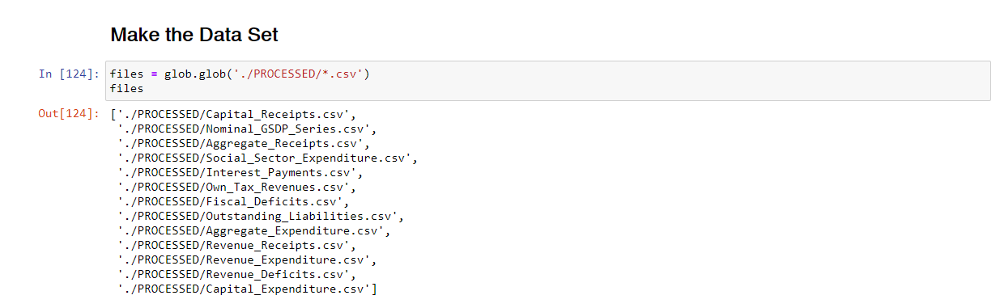 Make the Data Set
In [124]: files = glob.glob('./PROCESSED/*.csv')
files
Out[124]: ['./PROCESSED/Capital_Receipts.csv',
'./PROCESSED/Nominal_GSDP_Series.csv',
'./PROCESSED/Aggregate_Receipts.csv',
'./PROCESSED/Social_Sector_Expenditure.csv',
'./PROCESSED/Interest_Payments.csv',
'./PROCESSED/Own_Tax_Revenues.csv',
'./PROCESSED/Fiscal_Deficits.csv',
'./PROCESSED/Outstanding_Liabilities.csv',
'./PROCESSED/Aggregate_Expenditure.csv',
'./PROCESSED/Revenue_Receipts.csv',
'./PROCESSED/Revenue_Expenditure.csv',
'./PROCESSED/Revenue_Deficits.csv',
'./PROCESSED/Capital_Expenditure.csv']